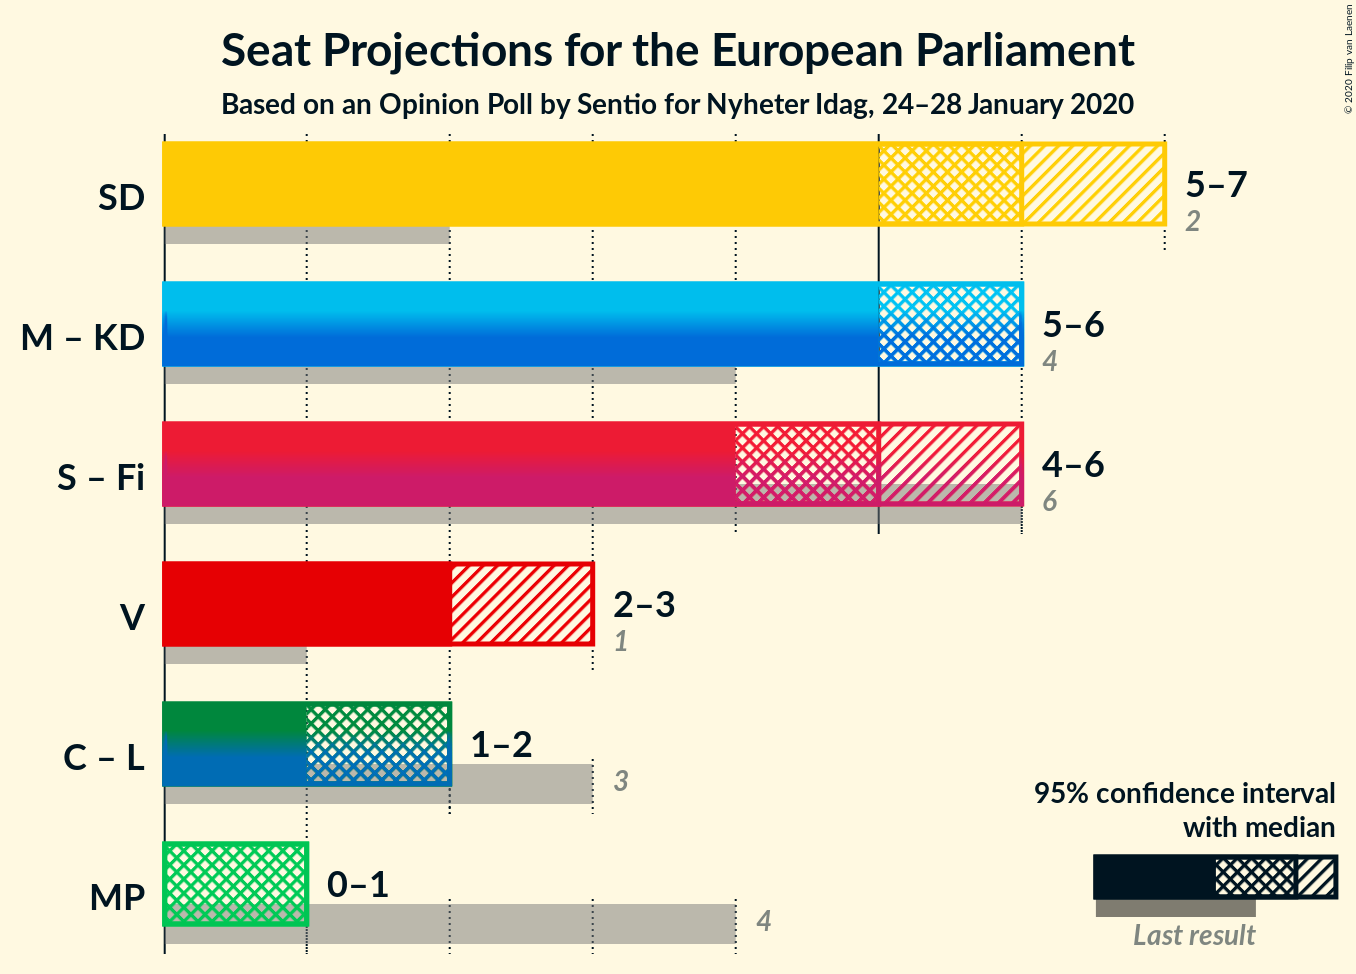 Seat Projections for the European Parliament
Based on an Opinion Poll by Sentio for Nyheter Idag, 24–28 January 2020
© 2020 Filip van Laenen
SD
5–7
2
M – KD
5–6
4
S – Fi
4–6
6
V
2–3
1
C – L
1–2
3
MP
0–1
4
95% confidence interval
with median
Last result